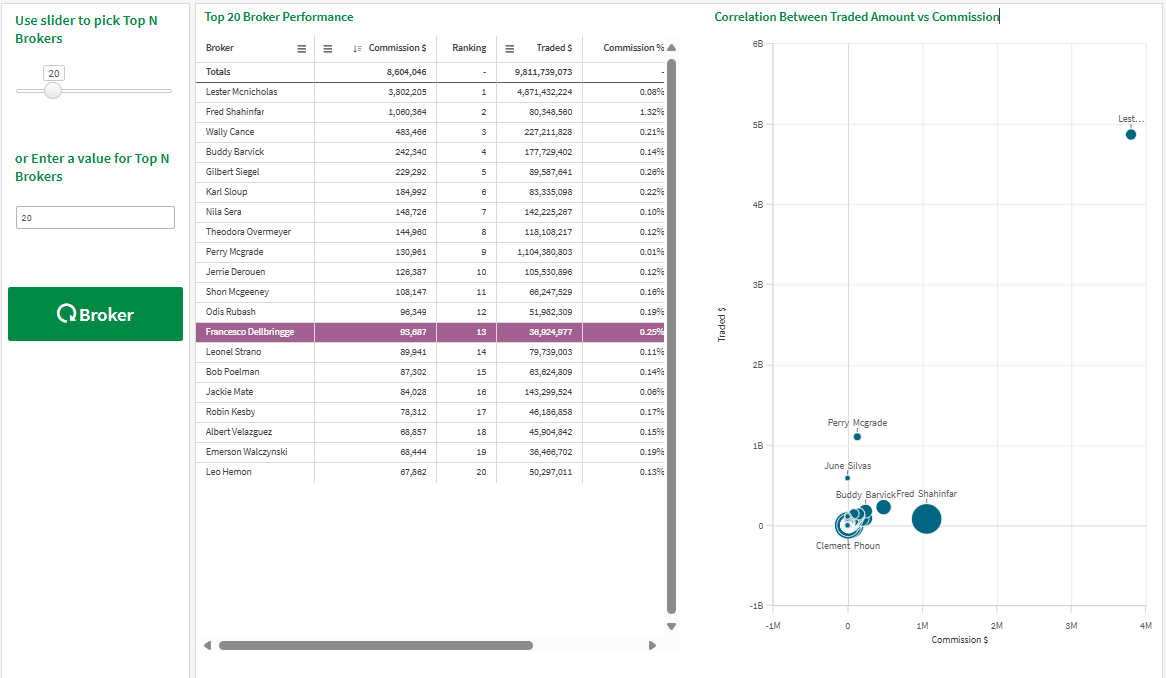 Use slider to pick Top N
Brokers
20
or Enter a value for Top N
Brokers
20
Broker
Top 20 Broker Performance
Broker Commission $ Ranking Traded $ Commission %
Totals 8,604,046 - 9,811,739,073 -
Lester Mcnicholas 3,802,205 1 4,871,432,224 0.08%
Fred Shahinfar 1,060,364 2 80,348,560 1.32%
Wally Cance 483,466 3 227,211,828 0.21%
Buddy Barvick 242,340 4 177,729,402 0.14%
Gilbert Siegel 229,292 5 89,587,641 0.26%
Karl Sloup 184,992 6 83,335,098 0.22%
Nila Sera 148,726 7 142,225,267 0.10%
Theodora Overmeyer 144,960 8 118,108,217 0.12%
Perry Mcgrade 130,961 9 1,104,380,803 0.01%
Jerrie Derouen 126,387 10 105,530,896 0.12%
Shon Mcgeeney 108,147 11 66,247,529 0.16%
Odis Rubash 96,349 12 51,982,309 0.19%
Francesco Dellbringge 93,687 13 36,924,977 0.25%
Leonel Strano 89,941 14 79,739,003 0.11%
Bob Poelman 87,302 15 63,624,809 0.14%
Jackie Mate 84,028 16 143,299,524 0.06%
Robin Kesby 78,312 17 46,186,858 0.17%
Albert Velazguez 68,857 18 45,904,842 0.15%
Emerson Walczynski 68,444 19 36,466,702 0.19%
Leo Hemon 67,862 20 50,297,011 0.13%
Correlation Between Traded Amount vs Commission
6B
Lest...
5B
4B
3B
Traded $
2B
Perry Mcgrade
1B
June Silvas
Buddy Barvick Fred Shahinfar
0
Clement Phoun
-1B
-1M 0 1M 2M 3M 4M
Commission $